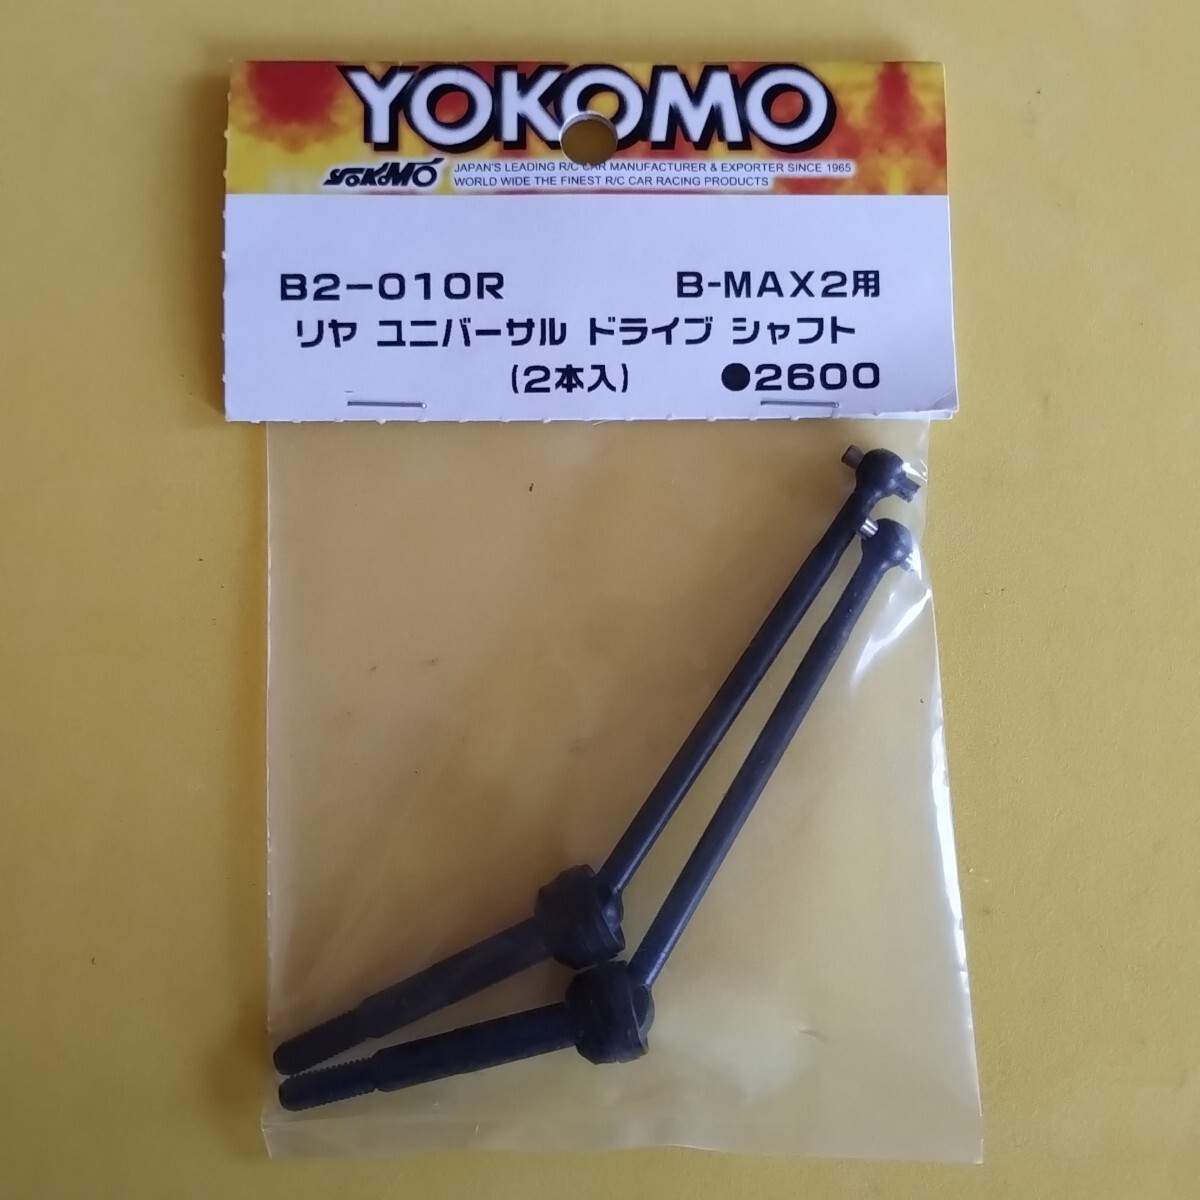 YOKOMO
YOKOMO JAPAN'S LEADING R/C CAR MANUFACTURER & EXPORTER SINCE 1965
WORLD WIDE THE FINEST R/C CAR RACING PRODUCTS
B2-010R B-MAX2用
リヤ ユニバーサル ドライブ シャフト
(2本入) ●2600